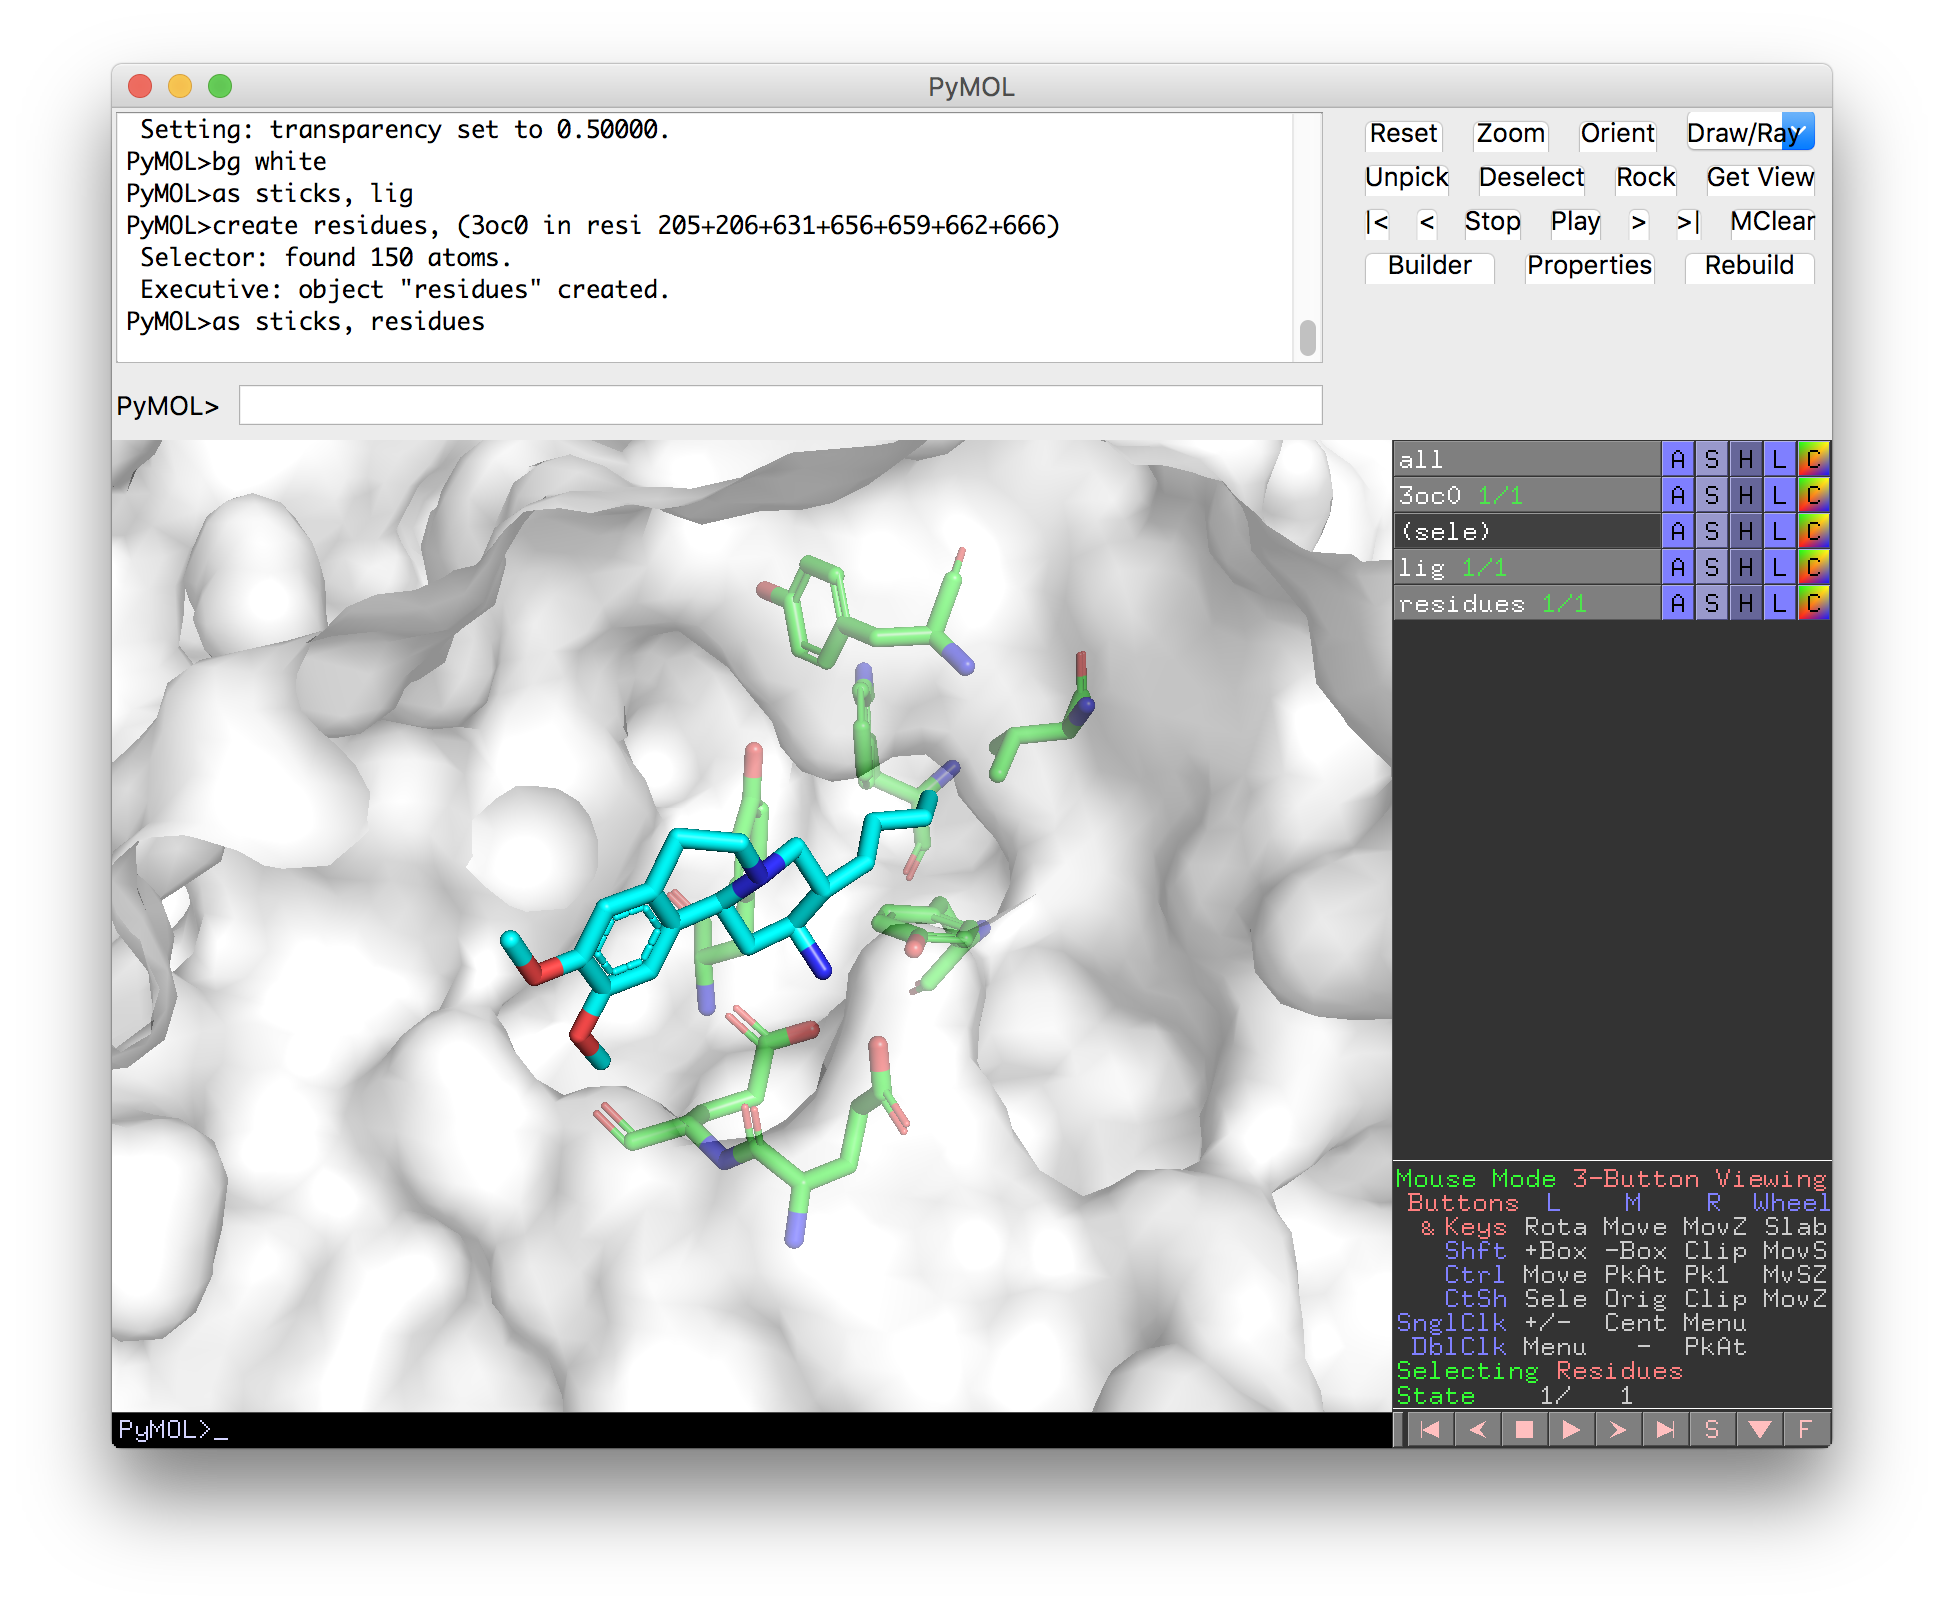 PyMOL
Setting: transparency set to 0.50000.
PyMOL>bg white
PyMOL>as sticks, lig
PyMOL>create residues, (3oc0 in resi 205+206+631+656+659+662+666)
Selector: found 150 atoms.
Executive: object "residues" created.
PyMOL>as sticks, residues
PyMOL>
Reset Zoom Orient Draw/Ray
Unpick Deselect Rock Get View
|< < Stop Play > >| MClear
Builder Properties Rebuild
all A S H L C
3oc0 1/1 A S H L C
(sele) A S H L C
lig 1/1 A S H L C
residues 1/1 A S H L C
Mouse Mode 3-Button Viewing
Buttons L M R Wheel
& Keys Rota Move MovZ Slab
Shft +Box -Box Clip MovS
Ctrl Move PkAt Pk1 MvSZ
CtSh Sele Orig Clip MovZ
SnglClk +/- Cent Menu
DblClk Menu - PkAt
Selecting Residues
State 1/ 1
PyMOL>_
S F